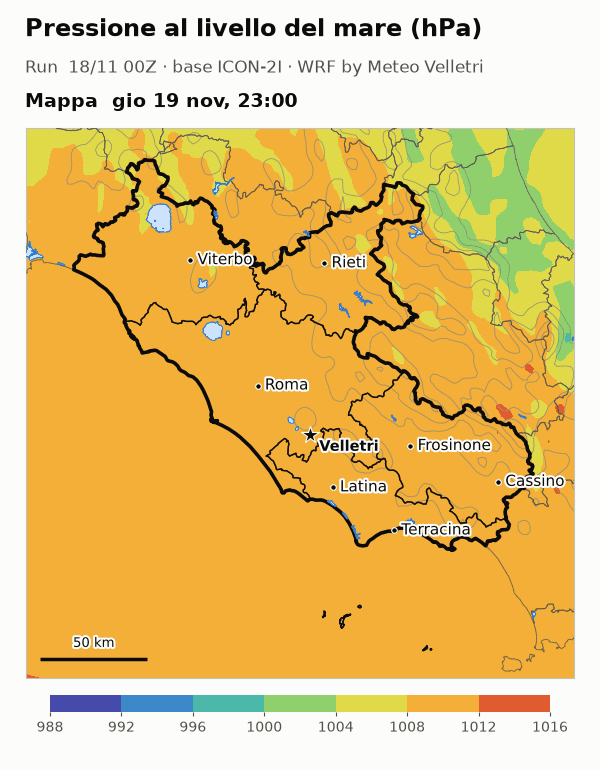 Pressione al livello del mare (hPa)
Run  18/11 00Z · base ICON-2I · WRF by Meteo Velletri
Mappa  gio 19 nov, 23:00
Viterbo
Rieti
Roma
Velletri
Frosinone
Latina
Cassino
Terracina
50 km
988 992 996 1000 1004 1008 1012 1016